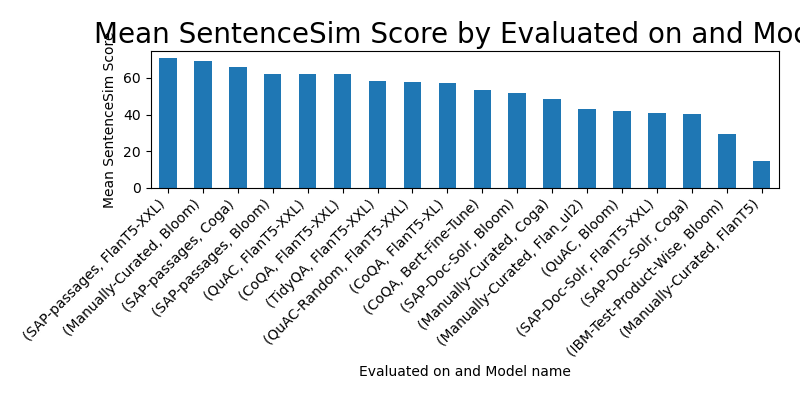 Mean SentenceSim Score by Evaluated on and Mod
Mean SentenceSim Score
60
40
20
0
(SAP-passages, FlanT5-XXL)
(Manually-Curated, Bloom)
(SAP-passages, Coga)
(SAP-passages, Bloom)
(QuAC, FlanT5-XXL)
(CoQA, FlanT5-XXL)
(TidyQA, FlanT5-XXL)
(QuAC-Random, FlanT5-XXL)
(CoQA, FlanT5-XL)
(CoQA, Bert-Fine-Tune)
(SAP-Doc-Solr, Bloom)
(Manually-Curated, Coga)
(Manually-Curated, Flan_ul2)
(QuAC, Bloom)
(SAP-Doc-Solr, FlanT5-XXL)
(SAP-Doc-Solr, Coga)
(IBM-Test-Product-Wise, Bloom)
(Manually-Curated, FlanT5)
Evaluated on and Model name